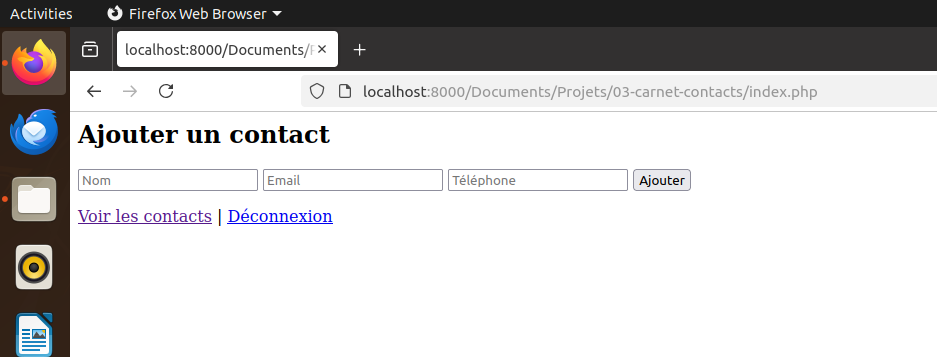 Activities Firefox Web Browser
localhost:8000/Documents/
localhost:8000/Documents/Projets/03-carnet-contacts/index.php
Ajouter un contact
Nom Email Téléphone Ajouter
Voir les contacts | Déconnexion